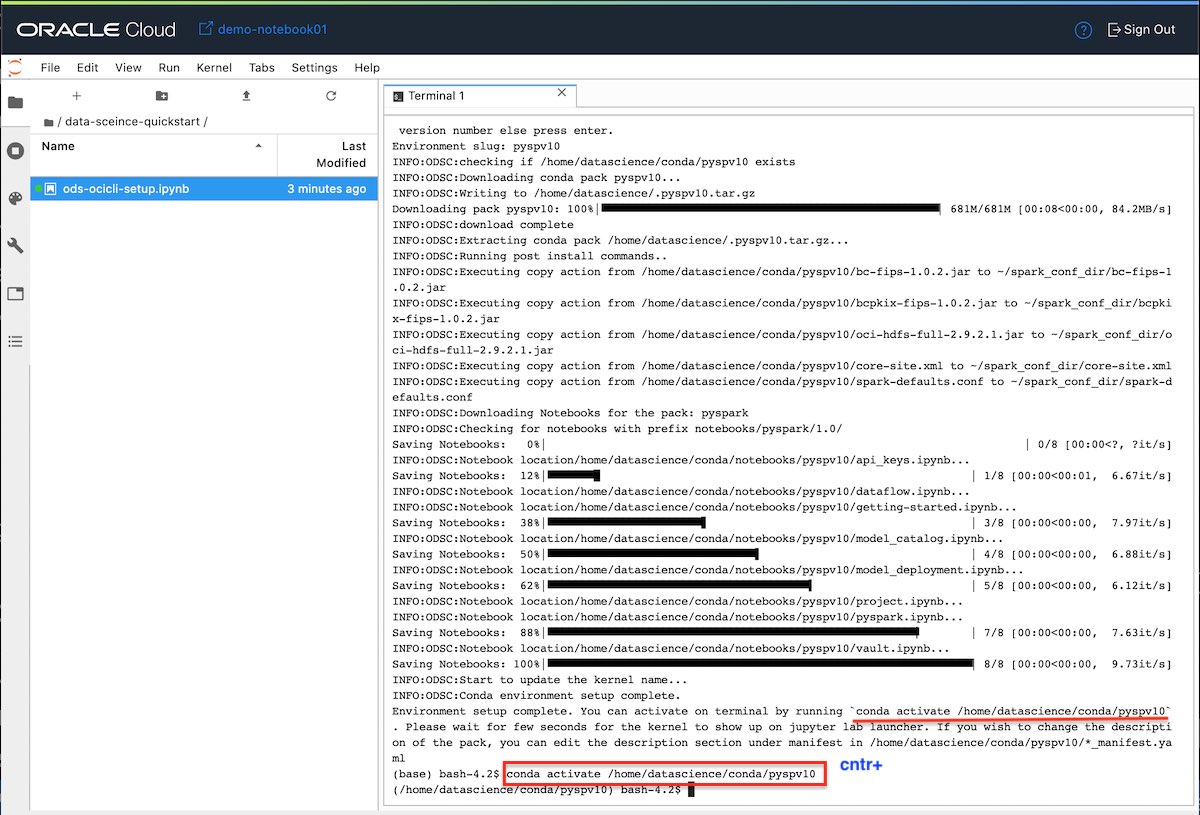 ORACLE Cloud demo-notebook01 ? Sign Out
File Edit View Run Kernel Tabs Settings Help
Terminal 1
/ data-sceince-quickstart /
Name Last Modified
ods-ocicli-setup.ipynb 3 minutes ago
version number else press enter.
Environment slug: pyspv10
INFO:ODSC:checking if /home/datascience/conda/pyspv10 exists
INFO:ODSC:Downloading conda pack pyspv10...
INFO:ODSC:Writing to /home/datascience/.pyspv10.tar.gz
Downloading pack pyspv10: 100%| | 681M/681M [00:08<00:00, 84.2MB/s]
INFO:ODSC:download complete
INFO:ODSC:Extracting conda pack /home/datascience/.pyspv10.tar.gz...
INFO:ODSC:Running post install commands..
INFO:ODSC:Executing copy action from /home/datascience/conda/pyspv10/bc-fips-1.0.2.jar to ~/spark_conf_dir/bc-fips-1
.0.2.jar
INFO:ODSC:Executing copy action from /home/datascience/conda/pyspv10/bcpkix-fips-1.0.2.jar to ~/spark_conf_dir/bcpki
x-fips-1.0.2.jar
INFO:ODSC:Executing copy action from /home/datascience/conda/pyspv10/oci-hdfs-full-2.9.2.1.jar to ~/spark_conf_dir/o
ci-hdfs-full-2.9.2.1.jar
INFO:ODSC:Executing copy action from /home/datascience/conda/pyspv10/core-site.xml to ~/spark_conf_dir/core-site.xml
INFO:ODSC:Executing copy action from /home/datascience/conda/pyspv10/spark-defaults.conf to ~/spark_conf_dir/spark-d
efaults.conf
INFO:ODSC:Downloading Notebooks for the pack: pyspark
INFO:ODSC:Checking for notebooks with prefix notebooks/pyspark/1.0/
Saving Notebooks: 0%| | 0/8 [00:00<?, ?it/s]
INFO:ODSC:Notebook location/home/datascience/conda/notebooks/pyspv10/api_keys.ipynb...
Saving Notebooks: 12%| | 1/8 [00:00<00:01, 6.67it/s]
INFO:ODSC:Notebook location/home/datascience/conda/notebooks/pyspv10/dataflow.ipynb...
INFO:ODSC:Notebook location/home/datascience/conda/notebooks/pyspv10/getting-started.ipynb...
Saving Notebooks: 38%| | 3/8 [00:00<00:00, 7.97it/s]
INFO:ODSC:Notebook location/home/datascience/conda/notebooks/pyspv10/model_catalog.ipynb...
Saving Notebooks: 50%| | 4/8 [00:00<00:00, 6.88it/s]
INFO:ODSC:Notebook location/home/datascience/conda/notebooks/pyspv10/model_deployment.ipynb...
Saving Notebooks: 62%| | 5/8 [00:00<00:00, 6.12it/s]
INFO:ODSC:Notebook location/home/datascience/conda/notebooks/pyspv10/project.ipynb...
INFO:ODSC:Notebook location/home/datascience/conda/notebooks/pyspv10/pyspark.ipynb...
Saving Notebooks: 88%| | 7/8 [00:00<00:00, 7.63it/s]
INFO:ODSC:Notebook location/home/datascience/conda/notebooks/pyspv10/vault.ipynb...
Saving Notebooks: 100%| | 8/8 [00:00<00:00, 9.73it/s]
INFO:ODSC:Start to update the kernel name...
INFO:ODSC:Conda environment setup complete.
Environment setup complete. You can activate on terminal by running `conda activate /home/datascience/conda/pyspv10`
. Please wait for few seconds for the kernel to show up on jupyter lab launcher. If you wish to change the descripti
on of the pack, you can edit the description section under manifest in /home/datascience/conda/pyspv10/*_manifest.ya
ml
(base) bash-4.2$ conda activate /home/datascience/conda/pyspv10 cntr+
(/home/datascience/conda/pyspv10) bash-4.2$